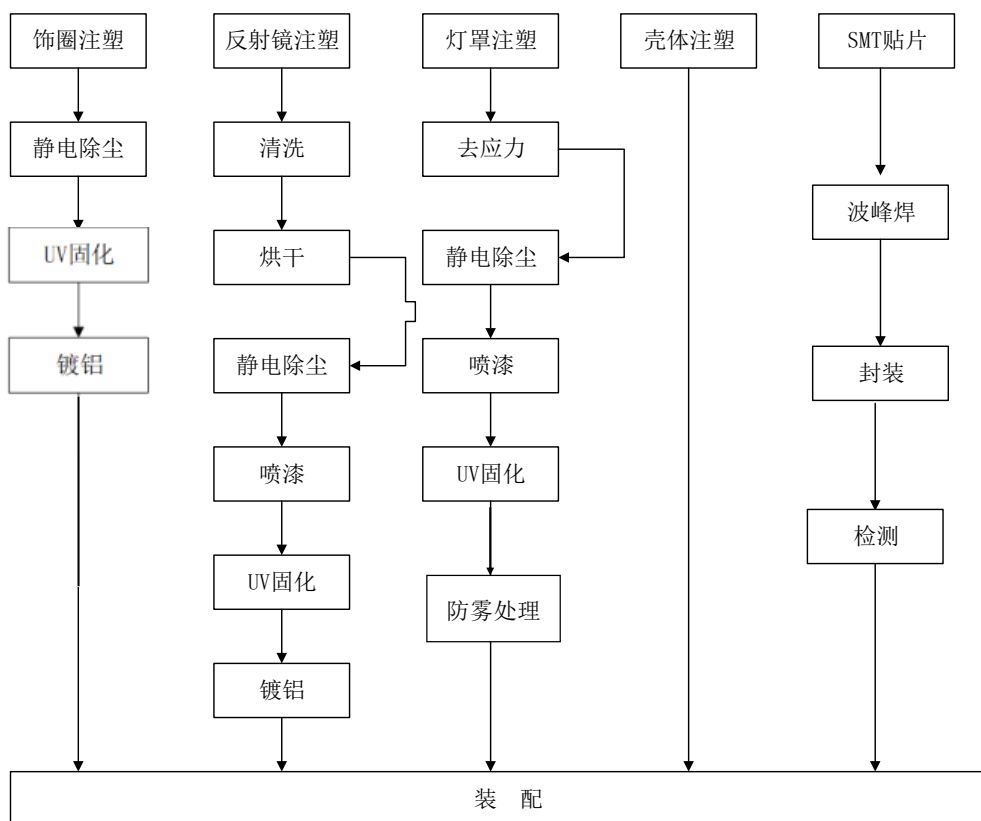 饰圈注塑
静电除尘
UV固化
镀铝
反射镜注塑
清洗
烘干
静电除尘
喷漆
UV固化
镀铝
灯罩注塑
去应力
静电除尘
喷漆
UV固化
防雾处理
壳体注塑
SMT贴片
波峰焊
封装
检测
装 配